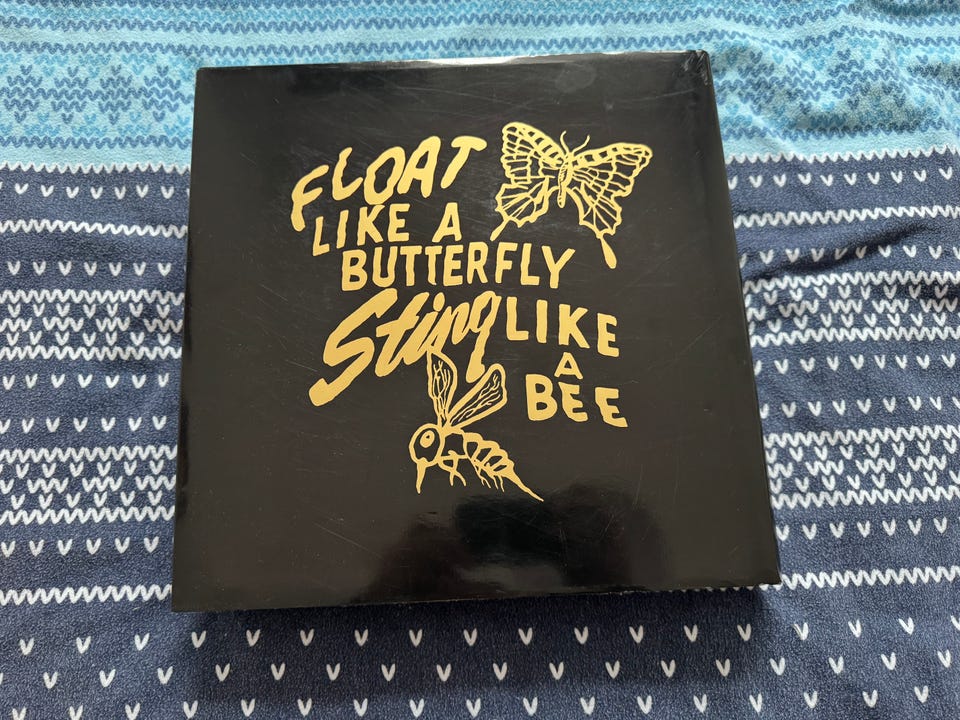 FLOAT
LIKE A
BUTTERFLY
Sting LIKE
A
BEE